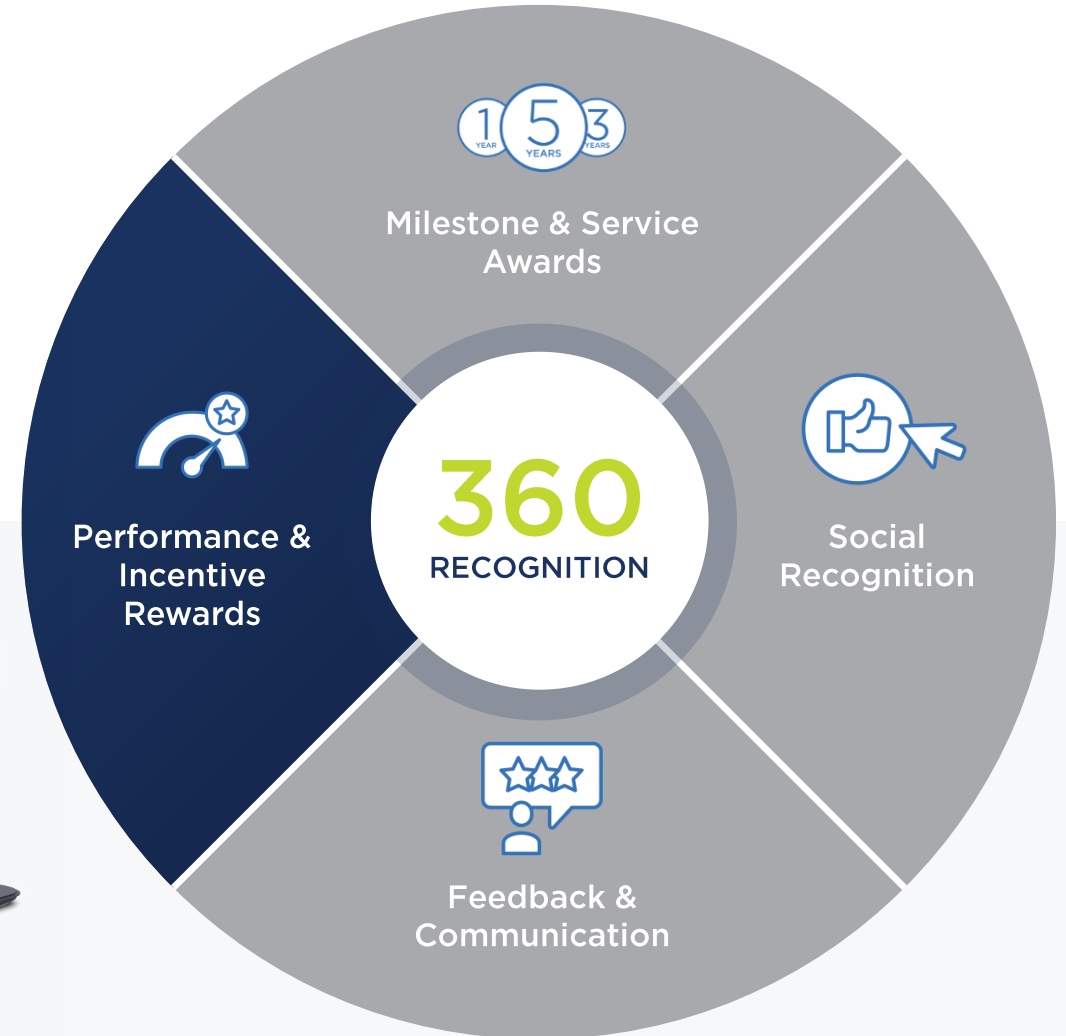 1
YEAR
5
YEARS
3
YEARS
Milestone & Service
Awards
Performance &
Incentive
Rewards
360
RECOGNITION
Social
Recognition
Feedback &
Communication